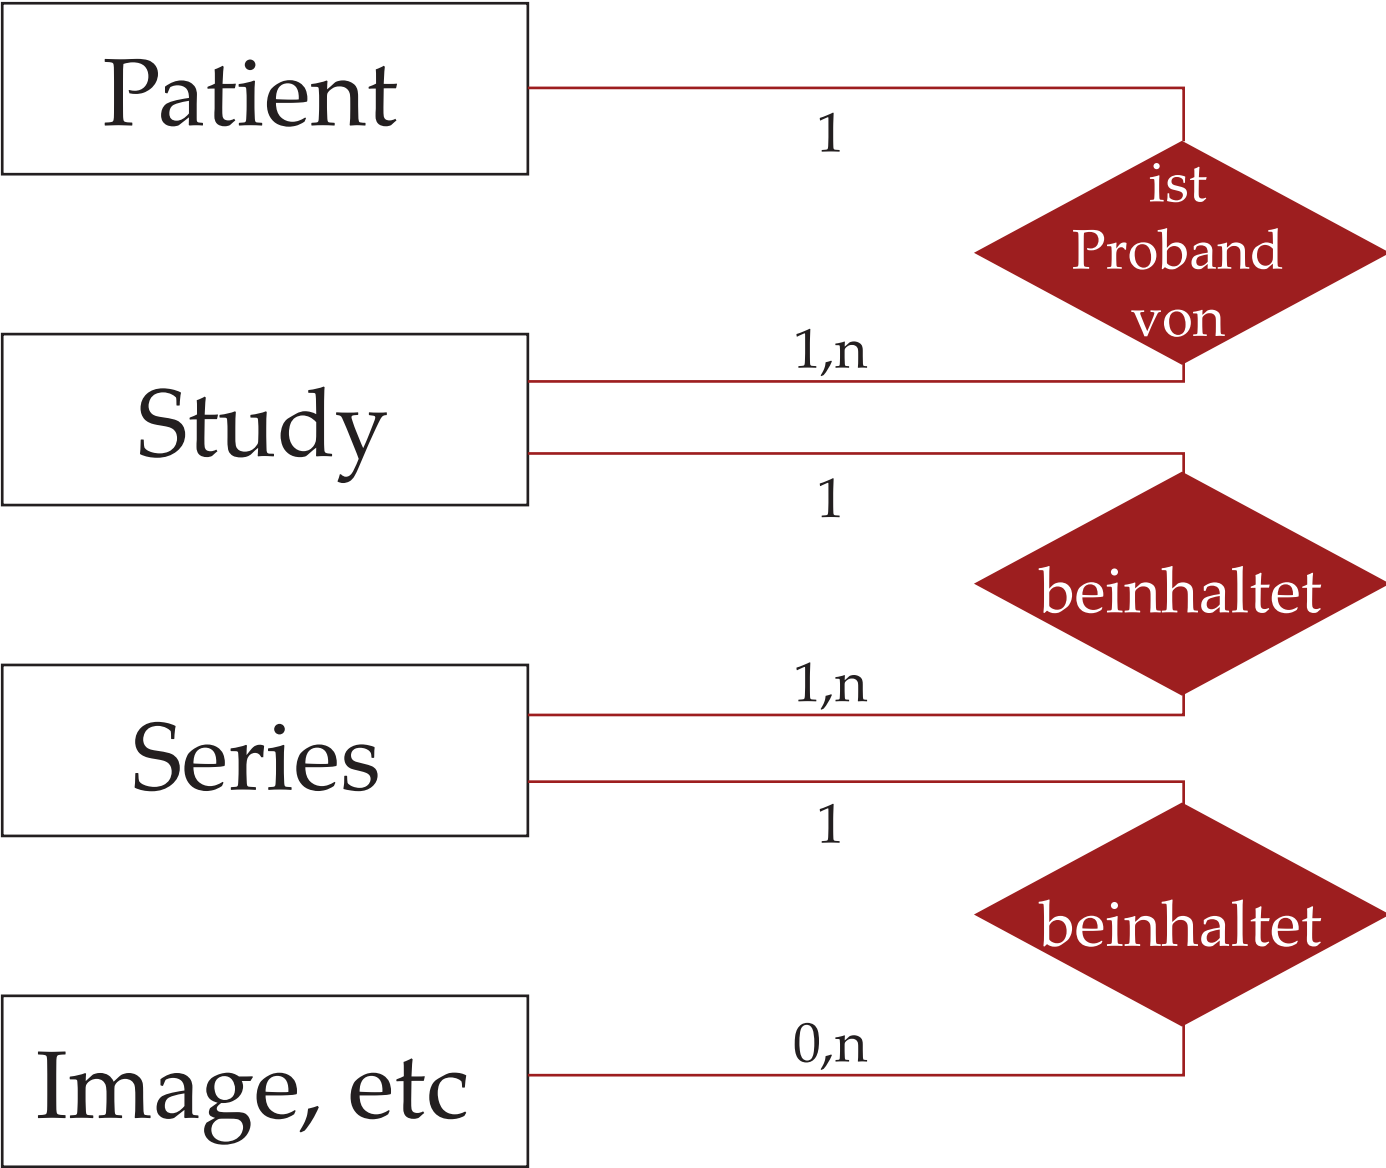 Patient
1
ist
Proband
von
1,n
Study
1
beinhaltet
1,n
Series
1
beinhaltet
0,n
Image, etc